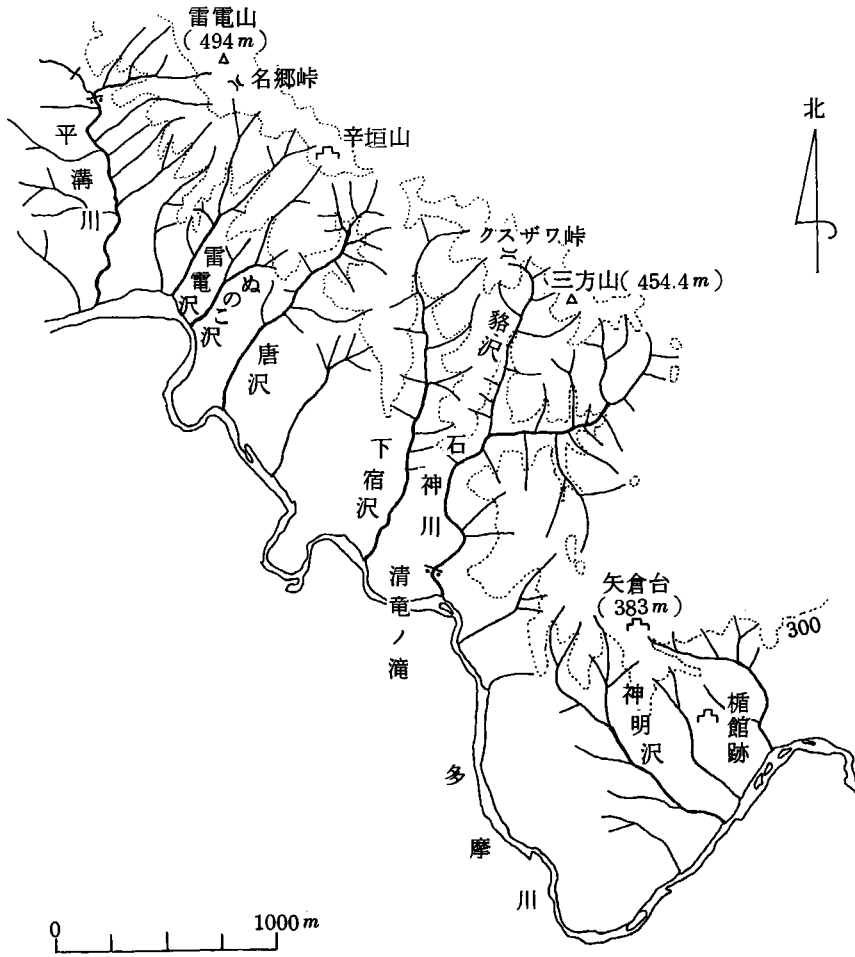 雷電山
(494m)
名郷峠
北
辛垣山
平溝川
クスザワ峠
三方山(454.4m)
雷電沢
ぬのこ沢
貉沢
唐沢
下宿沢
石神川
清竜ノ滝
矢倉台
(383m)
300
神明沢
楯館跡
多摩川
0
1000m